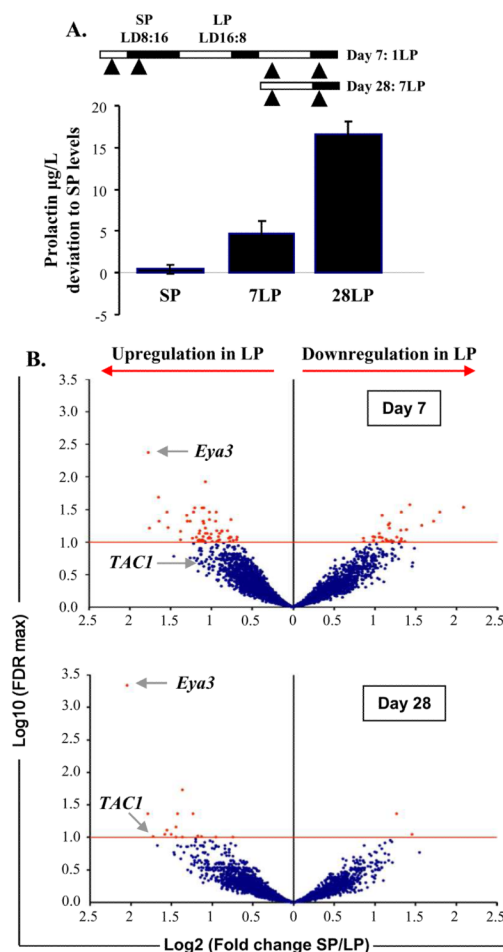 A.
SP LP
LD8:16 LD16:8
Day 7: 1LP
Day 28: 7LP
Prolactin µg/L
deviation to SP levels
20
15
10
5
0
-5
SP 7LP 28LP
B.
Upregulation in LP Downregulation in LP
Log10 (FDR max)
3.5
3.0
2.5
2.0
1.5
1.0
0.5
0.0
Day 7
Eya3
TAC1
2.5 2 1.5 1 0.5 0 0.5 1 1.5 2 2.5
3.5
3.0
2.5
2.0
1.5
1.0
0.5
0.0
Day 28
Eya3
TAC1
2.5 2 1.5 1 0.5 0 0.5 1 1.5 2 2.5
Log2 (Fold change SP/LP)